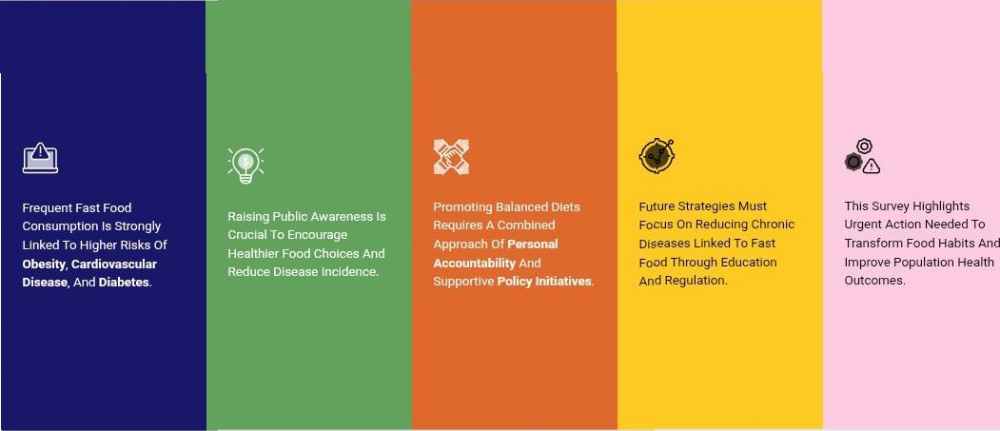 Frequent Fast Food
Consumption Is Strongly
Linked To Higher Risks Of
Obesity, Cardiovascular
Disease, And Diabetes.
Raising Public Awareness Is
Crucial To Encourage
Healthier Food Choices And
Reduce Disease Incidence.
Promoting Balanced Diets
Requires A Combined
Approach Of Personal
Accountability And
Supportive Policy Initiatives.
Future Strategies Must
Focus On Reducing Chronic
Diseases Linked To Fast
Food Through Education
And Regulation.
This Survey Highlights
Urgent Action Needed To
Transform Food Habits And
Improve Population Health
Outcomes.